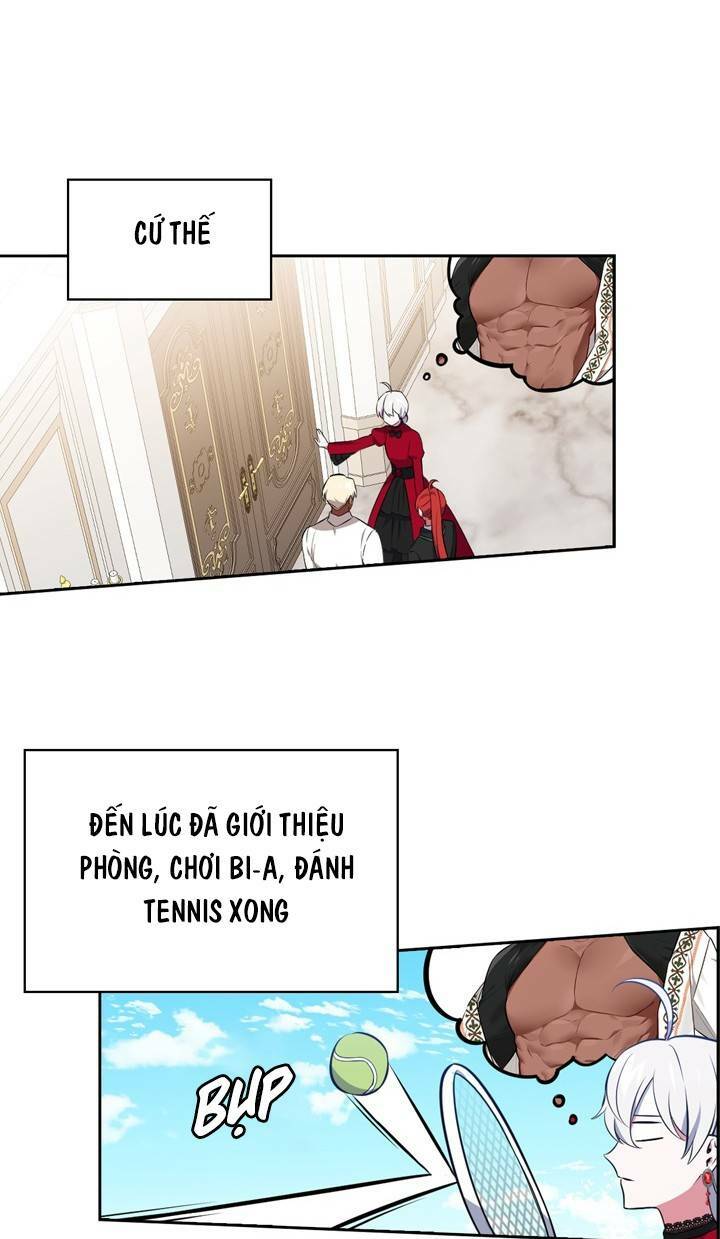 CỨ THẾ
ĐẾN LÚC ĐÃ GIỚI THIỆU
PHÒNG, CHƠI BI-A, ĐÁNH
TENNIS XONG
BỤP